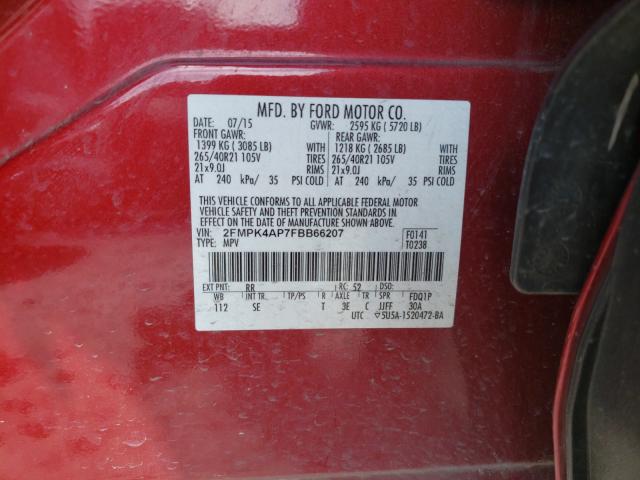 MFD. BY FORD MOTOR CO.
DATE: 07/15 GVWR: 2595 KG ( 5720 LB)
FRONT GAWR: REAR GAWR:
1399 KG ( 3085 LB) 1218 KG ( 2685 LB)
265/40R21 105V TIRES 265/40R21 105V TIRES
21x9.0J RIMS 21x9.0J RIMS
AT 240 kPa/ 35 PSI COLD AT 240 kPa/ 35 PSI COLD
THIS VEHICLE CONFORMS TO ALL APPLICABLE FEDERAL MOTOR
VEHICLE SAFETY AND THEFT PREVENTION STANDARDS IN EFFECT ON
THE DATE OF MANUFACTURE SHOWN ABOVE.
VIN: 2FMPK4AP7FBB66207 F0141
TYPE: MPV T0238
EXT PNT: RR RC: 52 DSO:
WB INT TR. TP/PS R AXLE TR SPR FDQ1P
112 SE T 3E C JJFF 30A
UTC ▽5U5A-1520472-BA